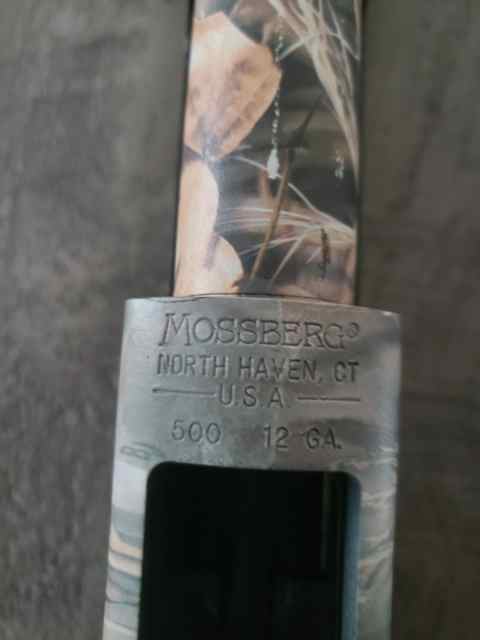 MOSSBERG®
NORTH HAVEN, CT
U.S.A.
500 12 GA.